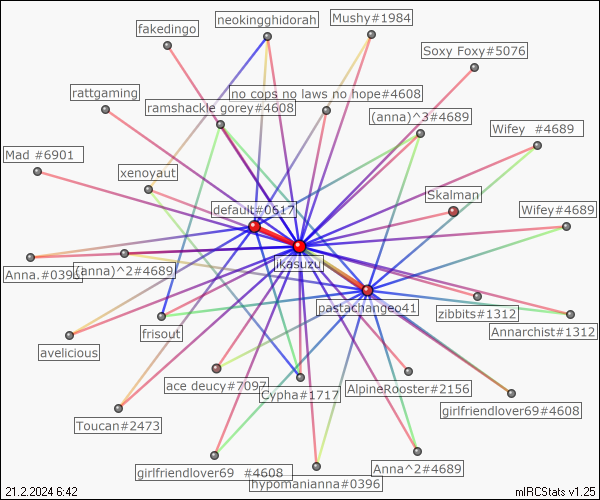 fakedingo
neokingghidorah
Mushy#1984
Soxy Foxy#5076
rattgaming
no cops no laws no hope#4608
ramshackle gorey#4608
(anna)^3#4689
Wifey #4689
Mad #6901
xenoyaut
Skalman
default#0617
Wifey#4689
ikasuzu
Anna.#0396
(anna)^2#4689
pastachangeo41
zibbits#1312
Annarchist#1312
frisout
avelicious
ace deucy#7097
Cypha#1717
AlpineRooster#2156
girlfriendlover69#4608
Toucan#2473
girlfriendlover69 #4608
Anna^2#4689
hypomanianna#0396
21.2.2024 6:42
mIRCStats v1.25